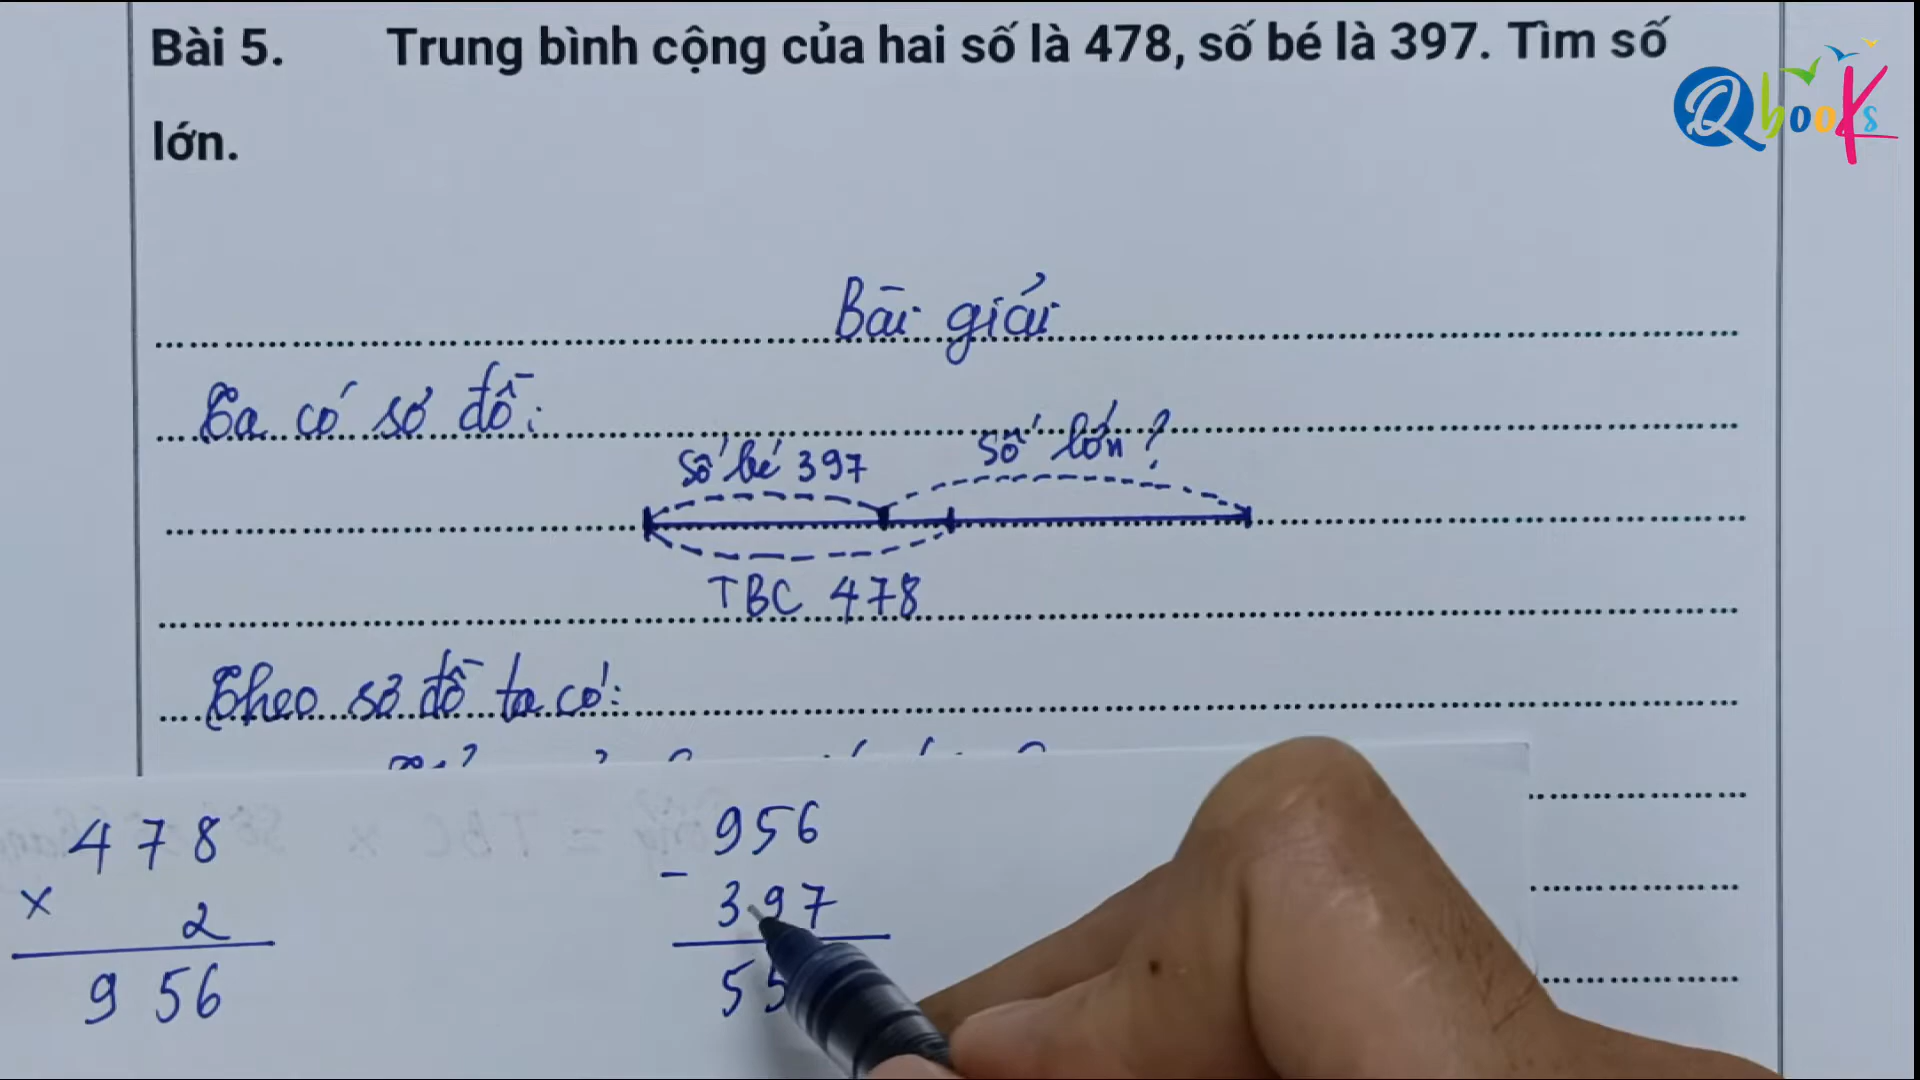 Bài 5. Trung bình cộng của hai số là 478, số bé là 397. Tìm số
lớn.
Qbooks
Bài giải
Ta có sơ đồ:
Số bé 397
Số lớn?
TBC 478
Theo sơ đồ ta có:
478
×
2
956
956
-
397
55